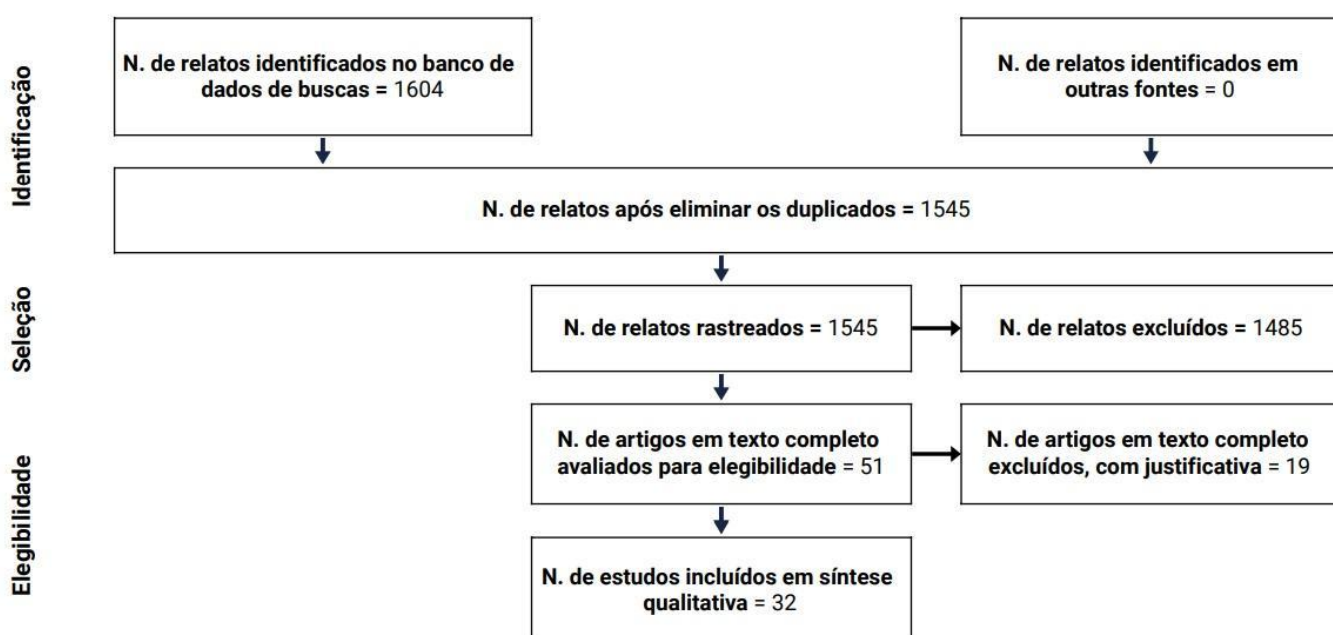 Identificação
N. de relatos identificados no banco de
dados de buscas = 1604
N. de relatos identificados em
outras fontes = 0
N. de relatos após eliminar os duplicados = 1545
Seleção
N. de relatos rastreados = 1545
N. de relatos excluídos = 1485
Elegibilidade
N. de artigos em texto completo
avaliados para elegibilidade = 51
N. de artigos em texto completo
excluídos, com justificativa = 19
N. de estudos incluídos em síntese
qualitativa = 32